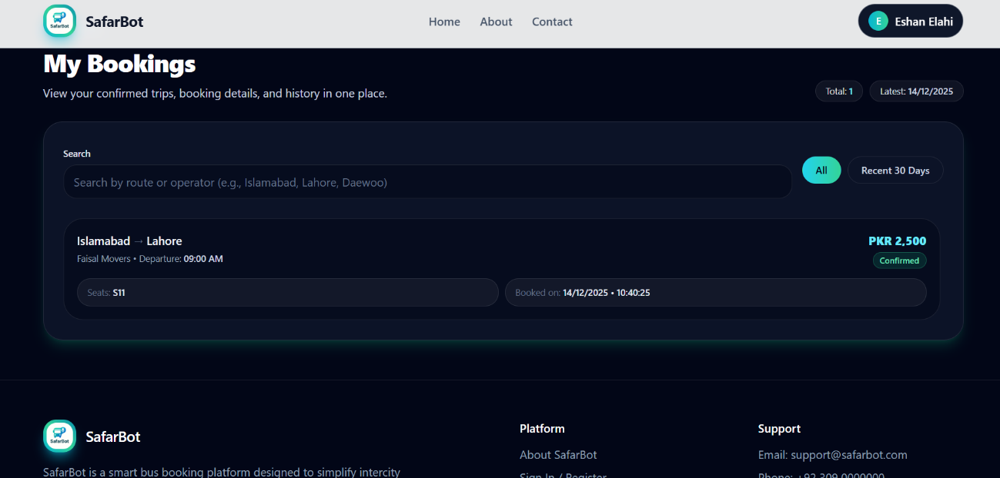 SafarBot
SafarBot
Home
About
Contact
E
Eshan Elahi
My Bookings
View your confirmed trips, booking details, and history in one place.
Total: 1
Latest: 14/12/2025
Search
Search by route or operator (e.g., Islamabad, Lahore, Daewoo)
All
Recent 30 Days
Islamabad → Lahore
PKR 2,500
Faisal Movers • Departure: 09:00 AM
Confirmed
Seats: S11
Booked on: 14/12/2025 • 10:40:25
SafarBot
SafarBot
Platform
Support
About SafarBot
Email: support@safarbot.com
SafarBot is a smart bus booking platform designed to simplify intercity
Sign In / Register
Phone: +92 309 0000000